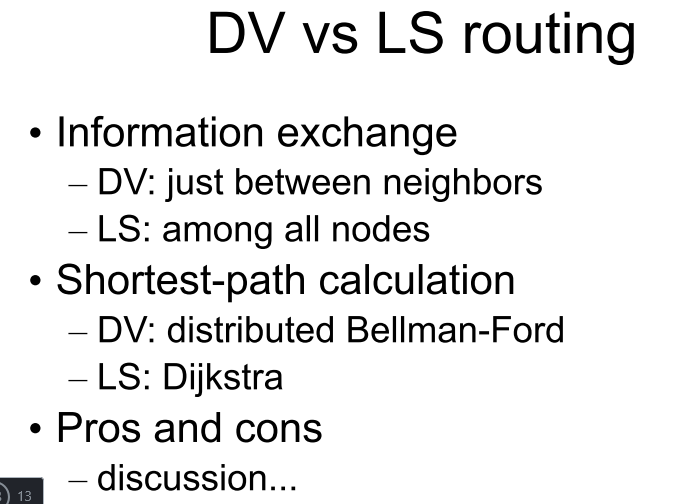 DV vs LS routing
• Information exchange
– DV: just between neighbors
– LS: among all nodes
• Shortest-path calculation
– DV: distributed Bellman-Ford
– LS: Dijkstra
• Pros and cons
– discussion...
13